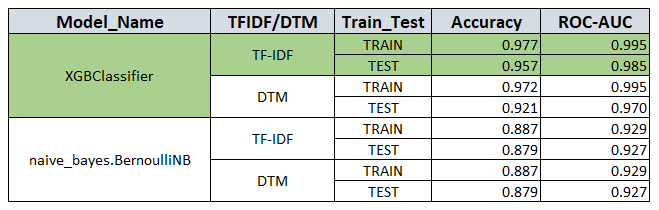 Model_Name TFIDF/DTM Train_Test Accuracy ROC-AUC
XGBClassifier TF-IDF TRAIN 0.977 0.995
TEST 0.957 0.985
DTM TRAIN 0.972 0.995
TEST 0.921 0.970
naive_bayes.BernoulliNB TF-IDF TRAIN 0.887 0.929
TEST 0.879 0.927
DTM TRAIN 0.887 0.929
TEST 0.879 0.927